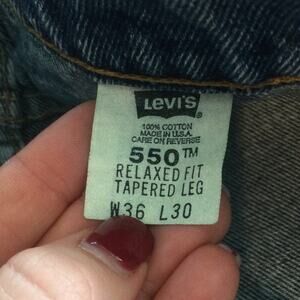 LEVI'S ®
100% COTTON
MADE IN U.S.A.
CARE ON REVERSE
550™
RELAXED FIT
TAPERED LEG
W36 L30